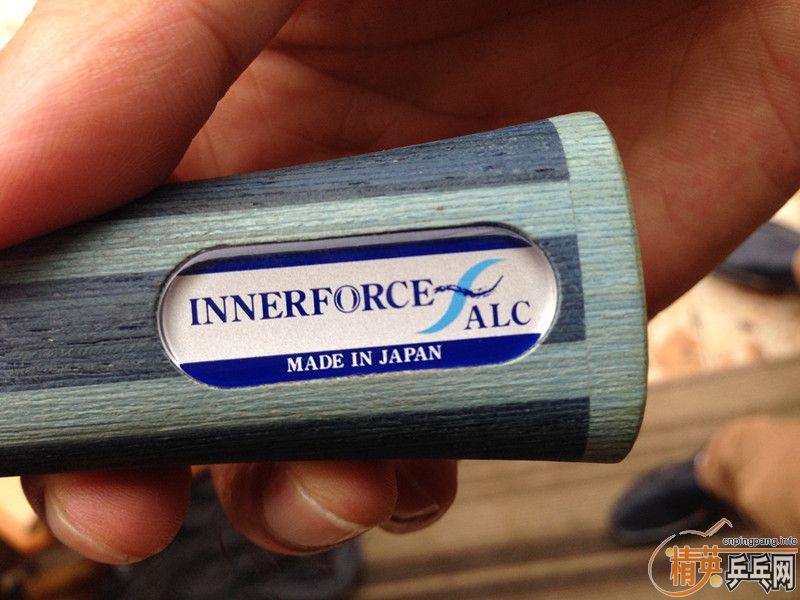 INNERFORCE
ALC
MADE IN JAPAN
cnpingpang.info
精英乒乓网